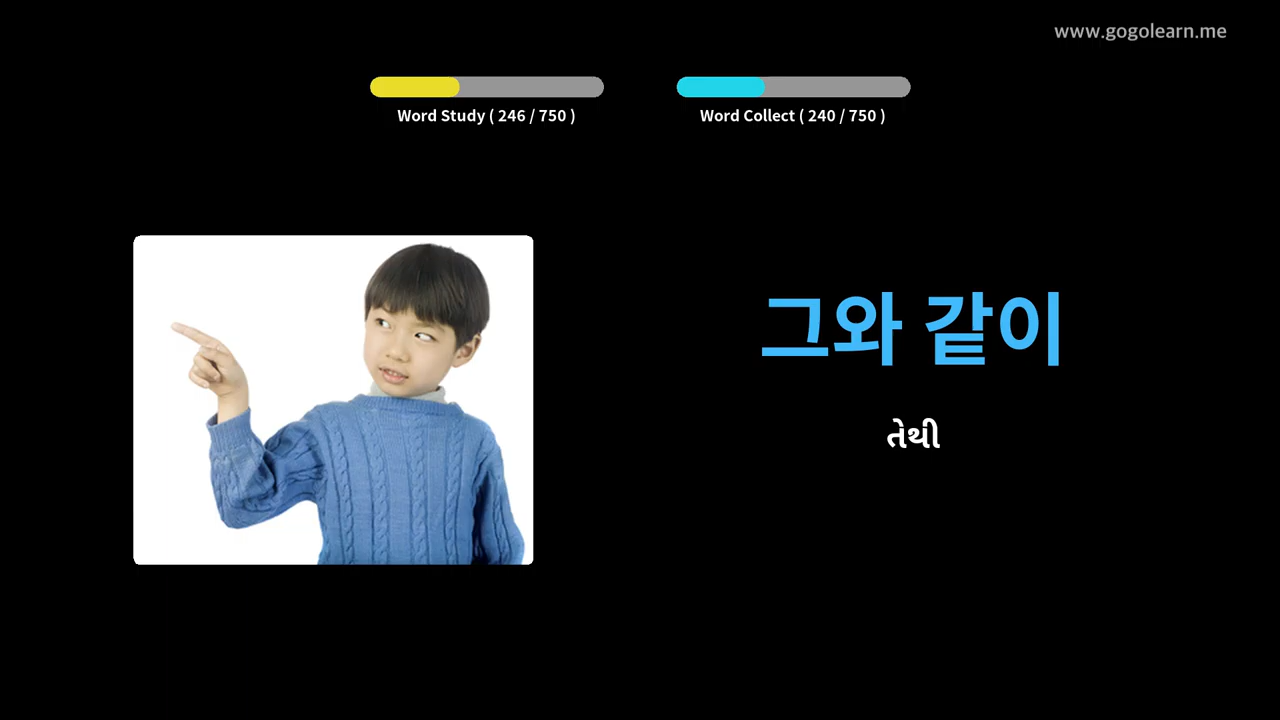 www.gogolearn.me
Word Study ( 246 / 750 )
Word Collect ( 240 / 750 )
그와 같이
તેથી